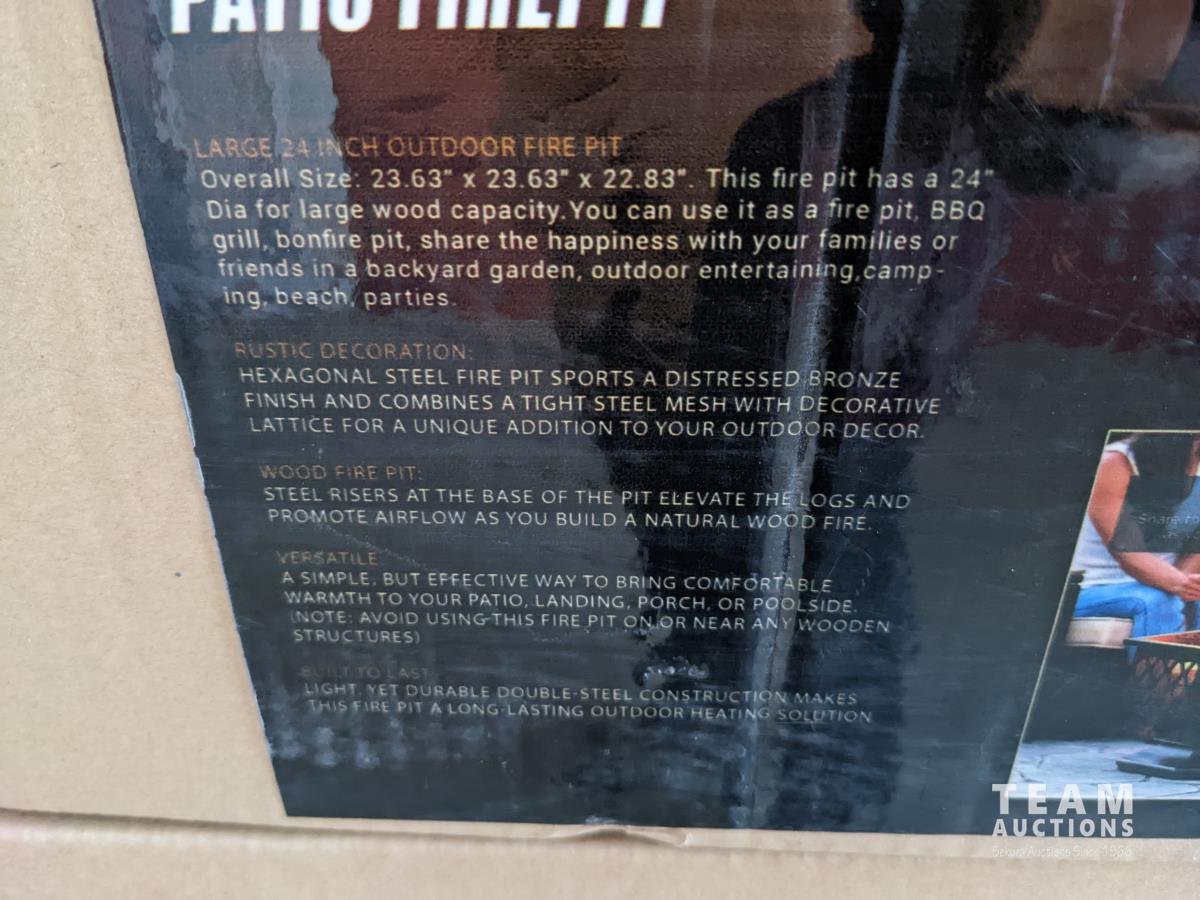 PATIO FIREPIT
LARGE 24 INCH OUTDOOR FIRE PIT
Overall Size: 23.63" x 23.63" x 22.83". This fire pit has a 24"
Dia for large wood capacity.You can use it as a fire pit, BBQ
grill, bonfire pit, share the happiness with your families or
friends in a backyard garden, outdoor entertaining,camp-
ing, beach, parties.
RUSTIC DECORATION:
HEXAGONAL STEEL FIRE PIT SPORTS A DISTRESSED BRONZE
FINISH AND COMBINES A TIGHT STEEL MESH WITH DECORATIVE
LATTICE FOR A UNIQUE ADDITION TO YOUR OUTDOOR DECOR.
WOOD FIRE PIT:
STEEL RISERS AT THE BASE OF THE PIT ELEVATE THE LOGS AND
PROMOTE AIRFLOW AS YOU BUILD A NATURAL WOOD FIRE.
VERSATILE
A SIMPLE, BUT EFFECTIVE WAY TO BRING COMFORTABLE
WARMTH TO YOUR PATIO, LANDING, PORCH, OR POOLSIDE.
(NOTE: AVOID USING THIS FIRE PIT ON OR NEAR ANY WOODEN
STRUCTURES)
BUILT TO LAST
LIGHT, YET DURABLE DOUBLE-STEEL CONSTRUCTION MAKES
THIS FIRE PIT A LONG-LASTING OUTDOOR HEATING SOLUTION
Share
TEAM
AUCTIONS
Auctions Since